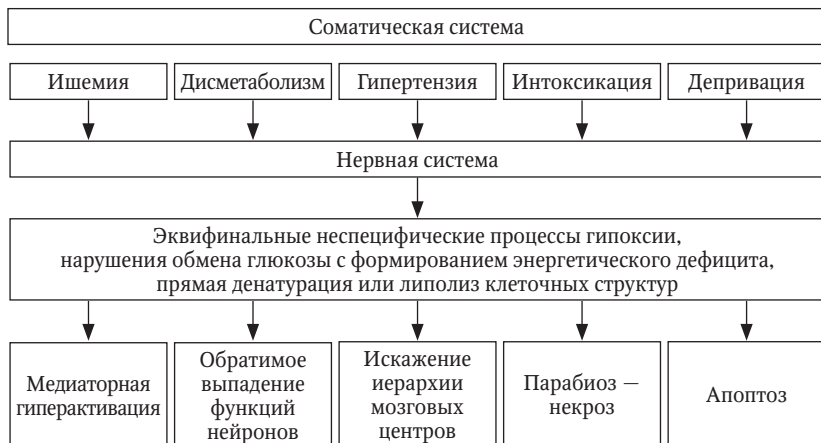 Соматическая система
Ишемия
Дисметаболизм
Гипертензия
Интоксикация
Депривация
Нервная система
Эквифинальные неспецифические процессы гипоксии,
нарушения обмена глюкозы с формированием энергетического дефицита,
прямая денатурация или липолиз клеточных структур
Медиаторная
гиперактивация
Обратимое
выпадение
функций
нейронов
Искажение
иерархии
мозговых
центров
Парабиоз —
некроз
Апоптоз